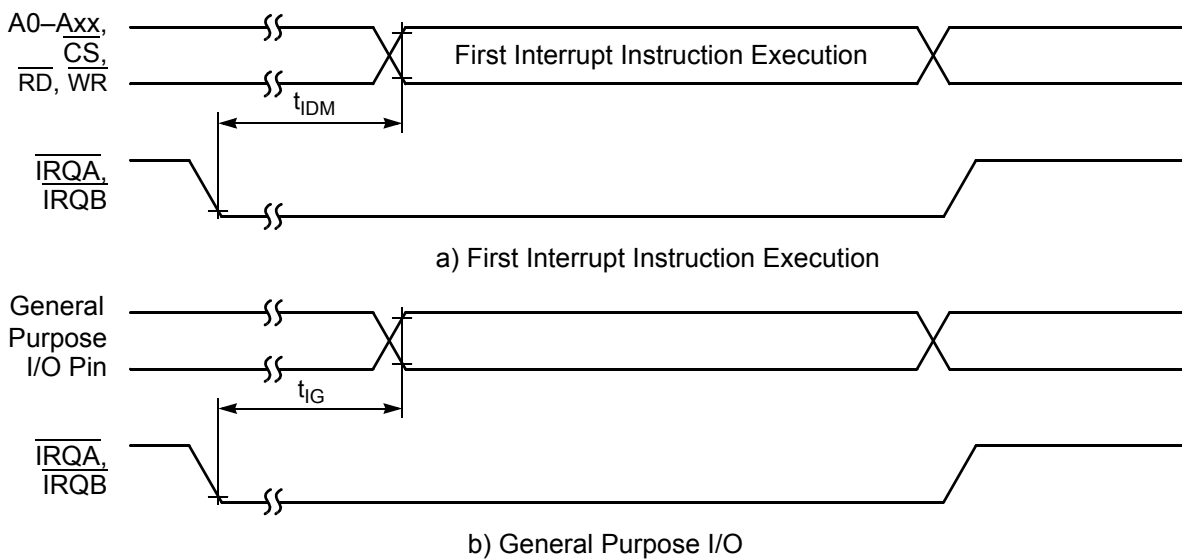 A0–Axx,
CS,
RD, WR
First Interrupt Instruction Execution
tIDM
IRQA,
IRQB
a) First Interrupt Instruction Execution
General
Purpose
I/O Pin
tIG
IRQA,
IRQB
b) General Purpose I/O